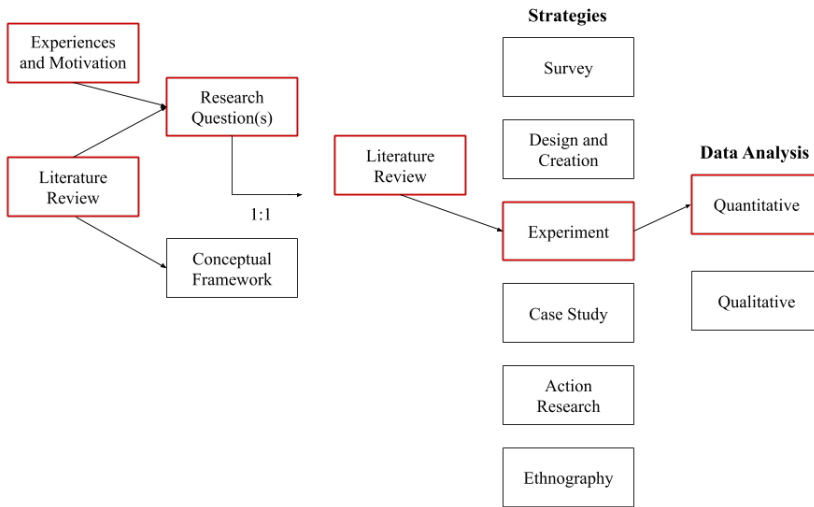 Strategies
Experiences
and Motivation
Survey
Research
Question(s)
Design and
Creation
Literature
Review
Literature
Review
Data Analysis
1:1
Experiment
Quantitative
Conceptual
Framework
Case Study
Qualitative
Action
Research
Ethnography